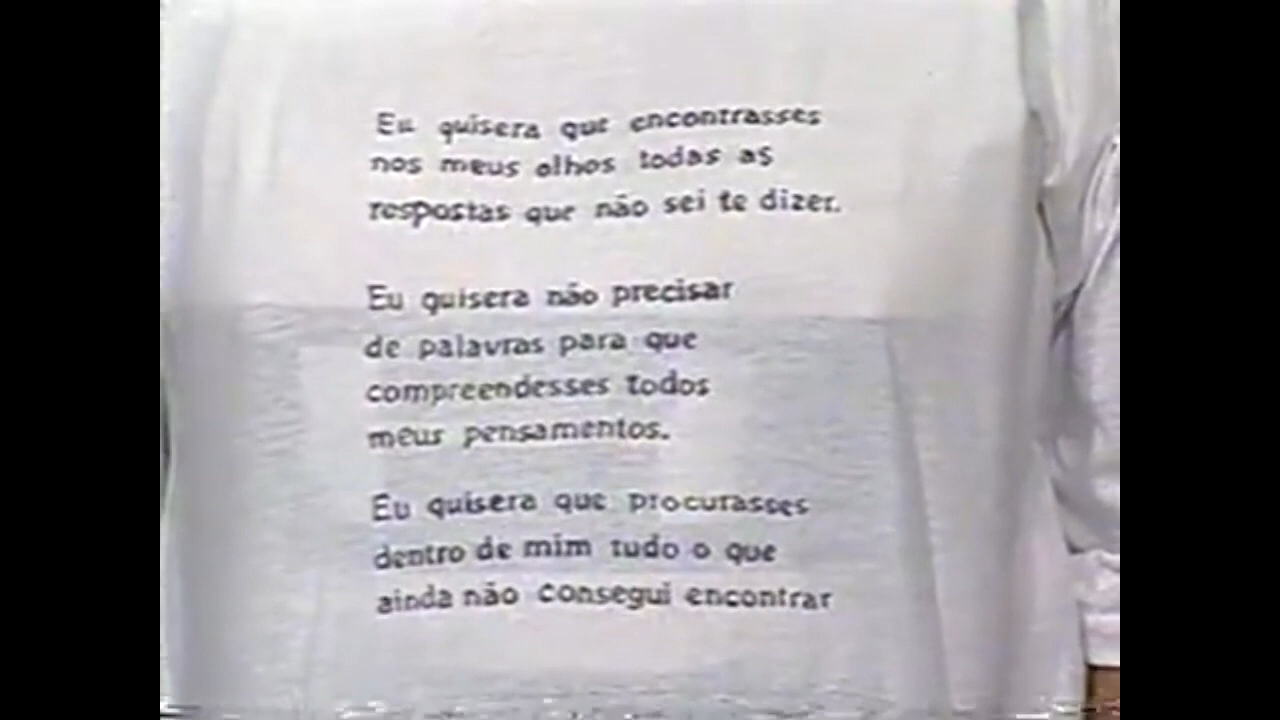 Eu quisera que encontrasses
nos meus olhos todas as
respostas que não sei te dizer.
Eu quisera não precisar
de palavras para que
compreendesses todos
meus pensamentos.
Eu quisera que procurasses
dentro de mim tudo o que
ainda não consegui encontrar